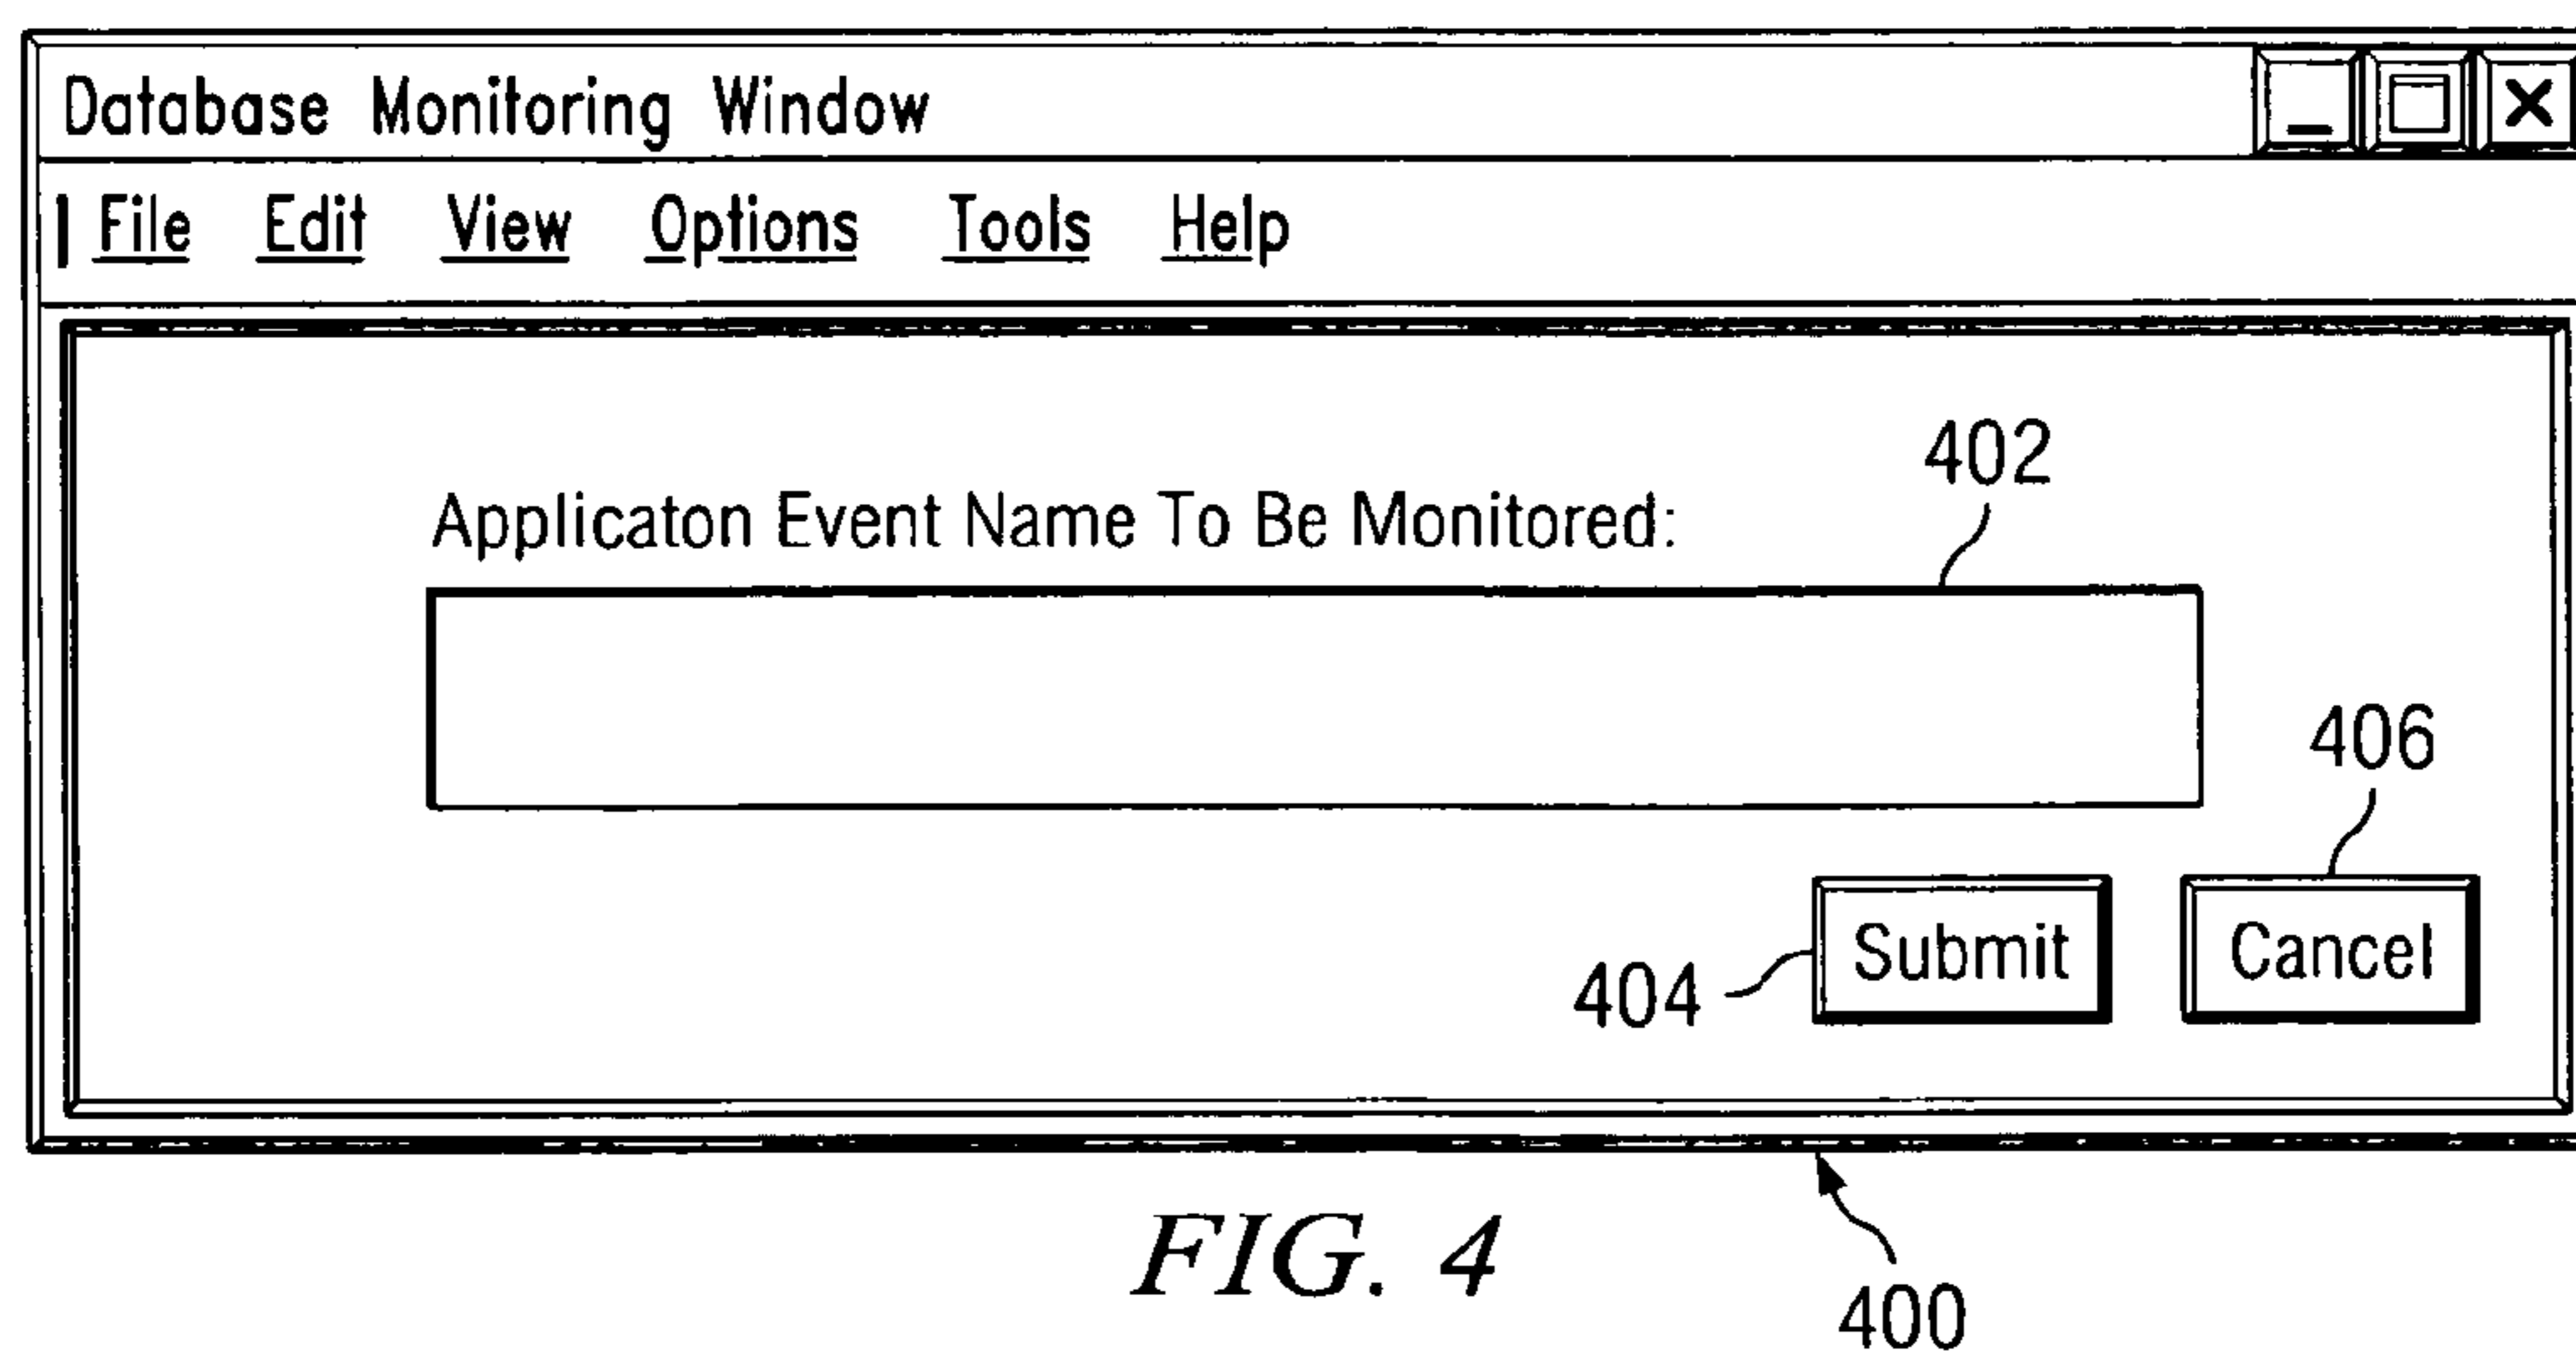 Database Monitoring Window
File Edit View Options Tools Help
402
Applicaton Event Name To Be Monitored:
406
404 Submit Cancel
FIG. 4
400